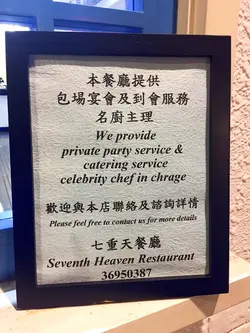 本餐廳提供
包場宴會及到會服務
名廚主理
We provide
private party service &
catering service
celebrity chef in chrage
歡迎與本店聯絡及諮詢詳情
Please feel free to contact us for more details
七重天餐廳
Seventh Heaven Restaurant
36950387